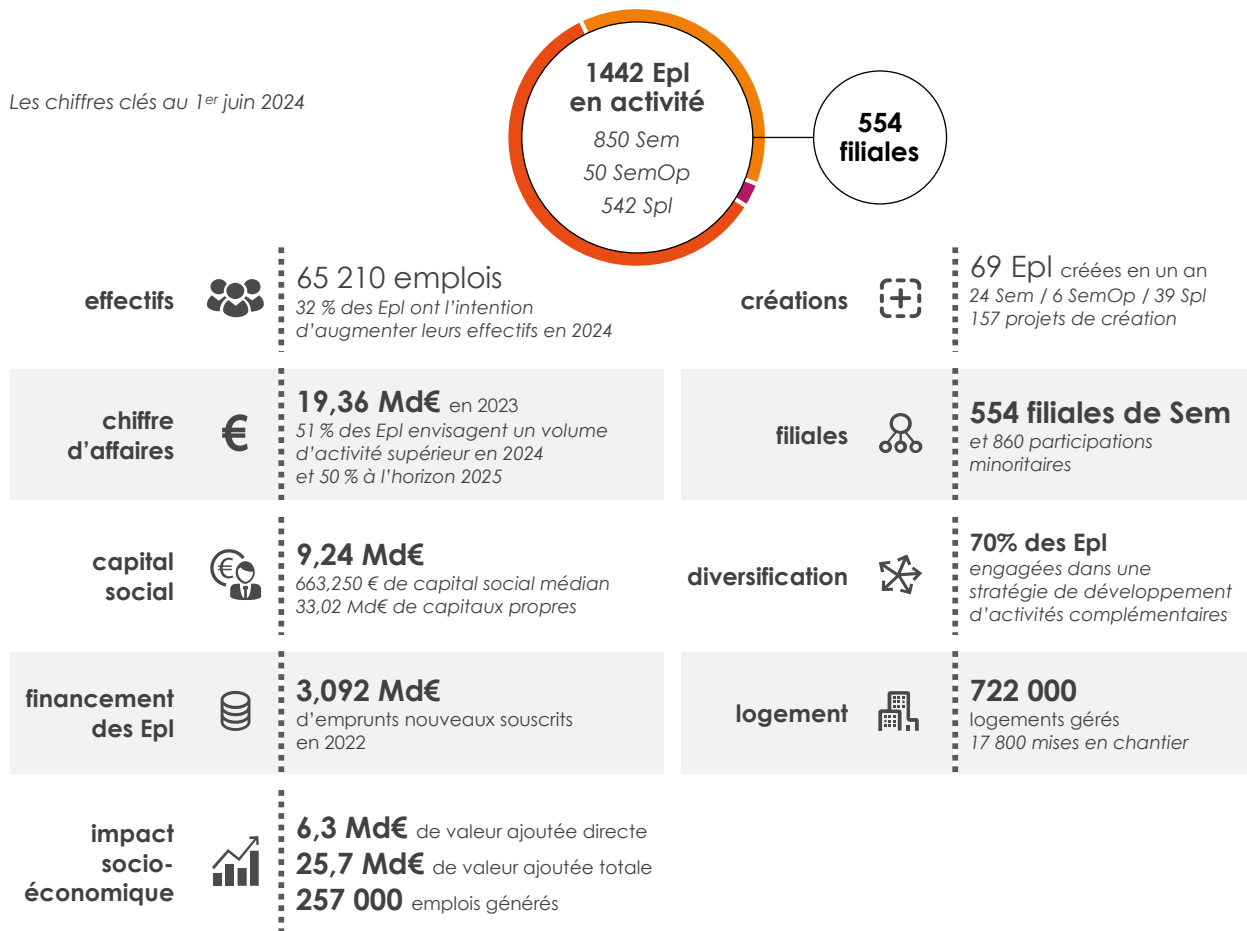 Les chiffres clés au 1er juin 2024
1442 Epl
en activité
850 Sem
50 SemOp
542 Spl
554
filiales
effectifs
65 210 emplois
32 % des Epl ont l’intention
d’augmenter leurs effectifs en 2024
créations
69 Epl créées en un an
24 Sem / 6 SemOp / 39 Spl
157 projets de création
chiffre
d’affaires
€
19,36 Md€ en 2023
51 % des Epl envisagent un volume
d’activité supérieur en 2024
et 50 % à l’horizon 2025
filiales
554 filiales de Sem
et 860 participations
minoritaires
capital
social
€
9,24 Md€
663,250 € de capital social médian
33,02 Md€ de capitaux propres
diversification
70% des Epl
engagées dans une
stratégie de développement
d’activités complémentaires
financement
des Epl
3,092 Md€
d’emprunts nouveaux souscrits
en 2022
logement
722 000
logements gérés
17 800 mises en chantier
impact
socio-
économique
6,3 Md€ de valeur ajoutée directe
25,7 Md€ de valeur ajoutée totale
257 000 emplois générés